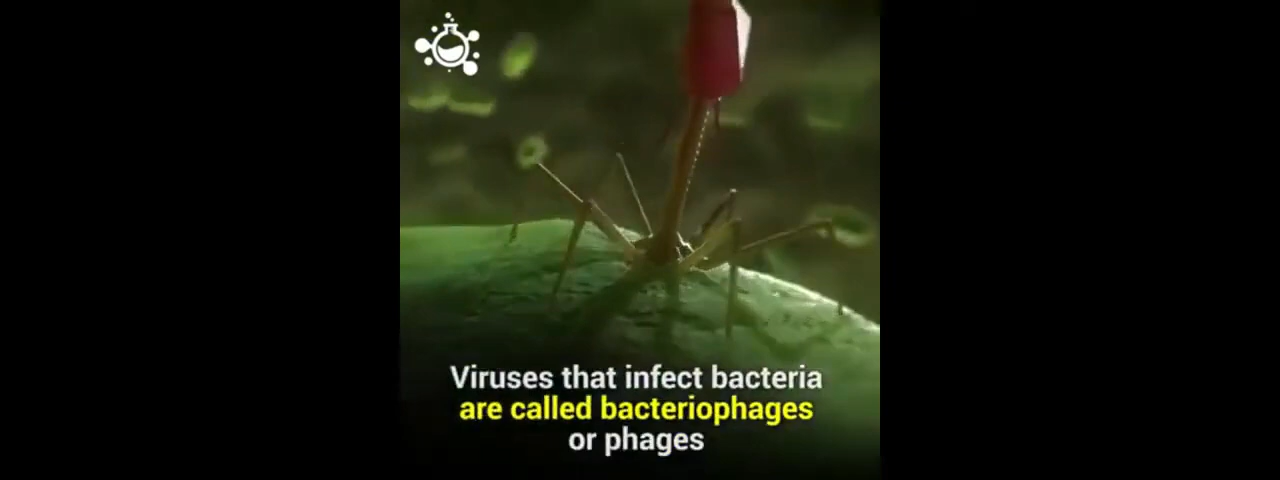 Viruses that infect bacteria
are called bacteriophages
or phages